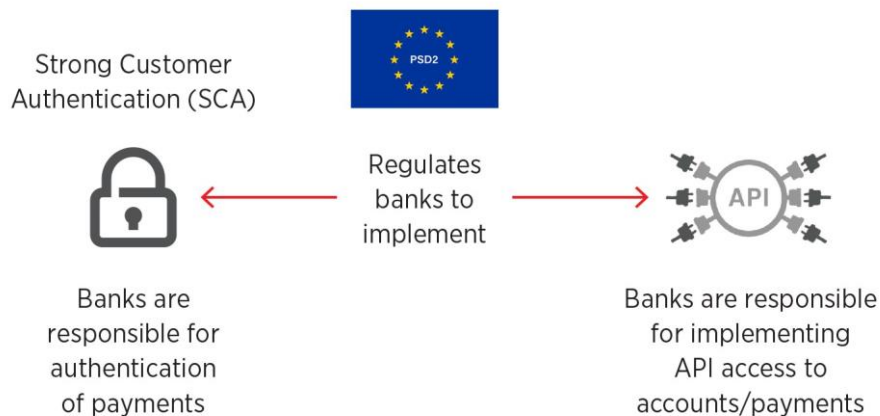 Strong Customer
Authentication (SCA)
PSD2
Regulates
banks to
implement
API
Banks are
responsible for
authentication
of payments
Banks are responsible
for implementing
API access to
accounts/payments